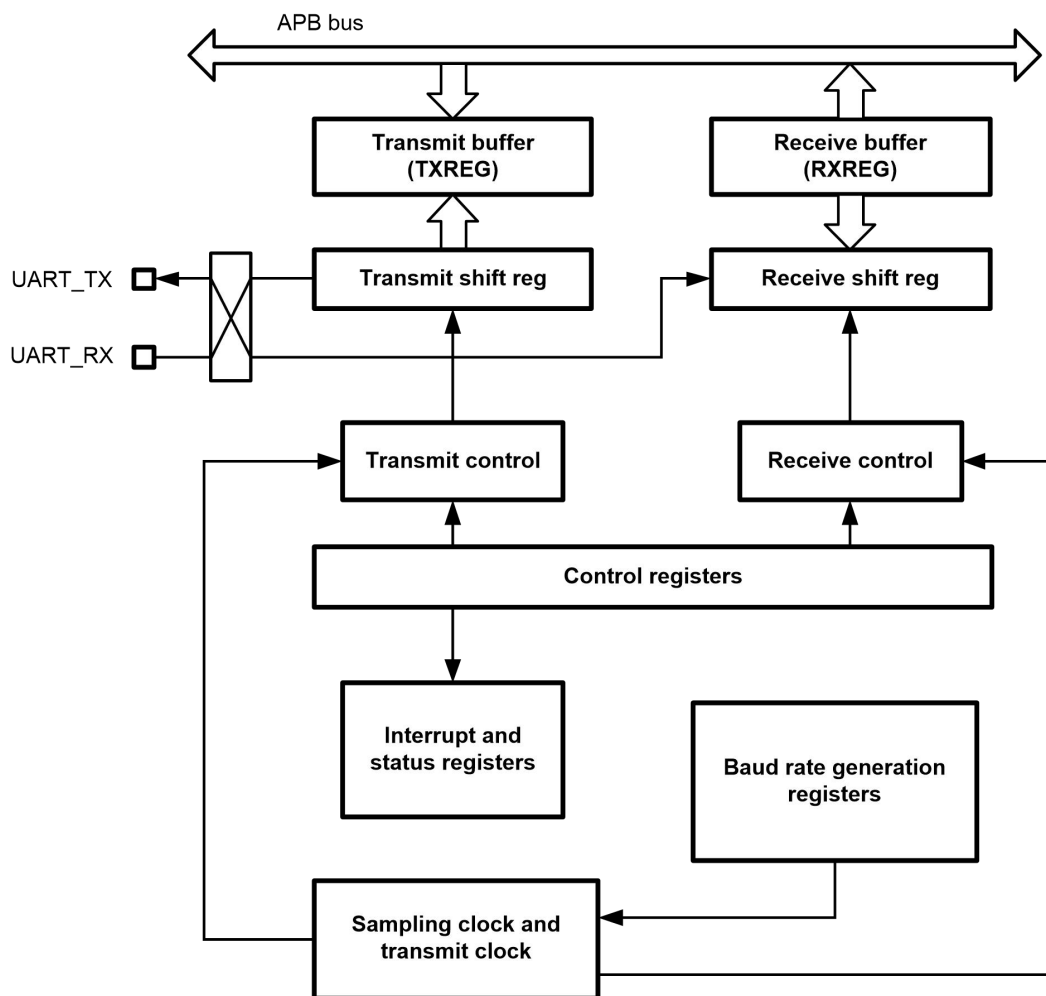 APB bus
Transmit buffer
(TXREG)
Receive buffer
(RXREG)
UART_TX
Transmit shift reg
Receive shift reg
UART_RX
Transmit control
Receive control
Control registers
Interrupt and
status registers
Baud rate generation
registers
Sampling clock and
transmit clock